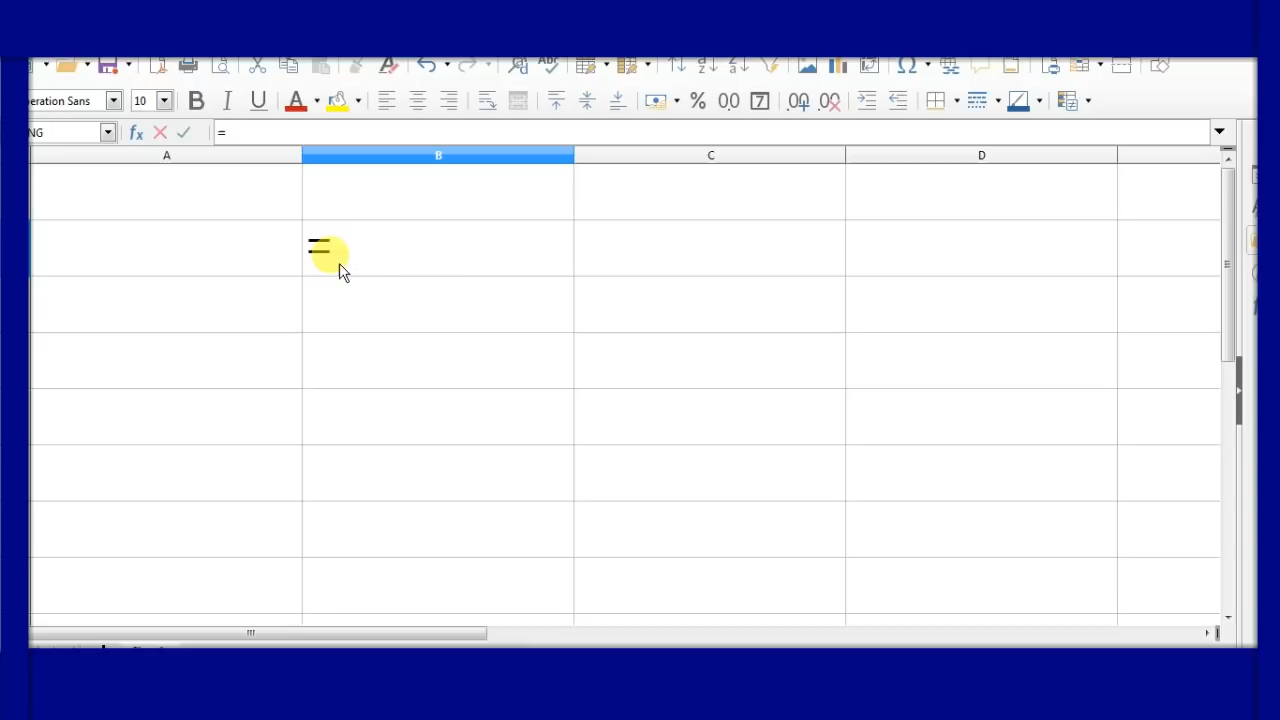 eration Sans 10
NG =
A B C D
=